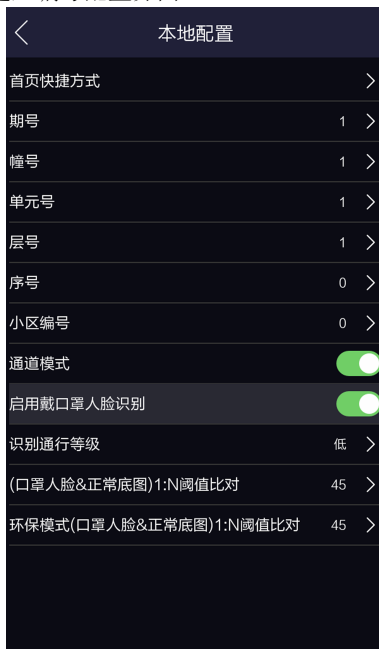 本地配置
首页快捷方式
期号 1
幢号 1
单元号 1
层号 1
序号 0
小区编号 0
通道模式
启用戴口罩人脸识别
识别通行等级 低
(口罩人脸&正常底图)1:N阈值比对 45
环保模式(口罩人脸&正常底图)1:N阈值比对 45